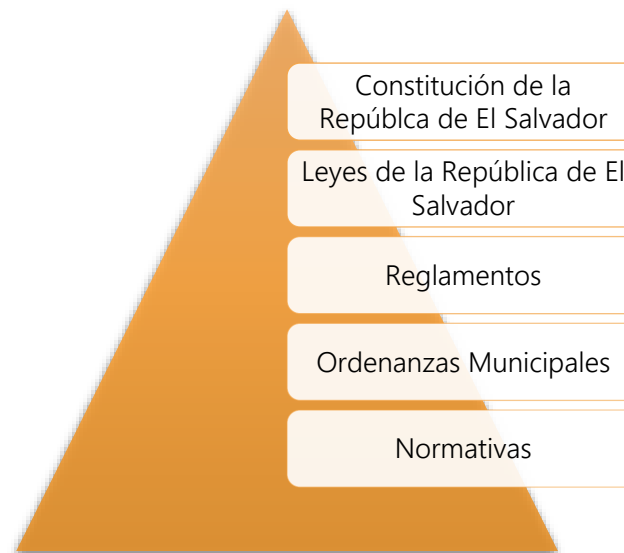 Constitución de la
Repúblca de El Salvador
Leyes de la República de El
Salvador
Reglamentos
Ordenanzas Municipales
Normativas